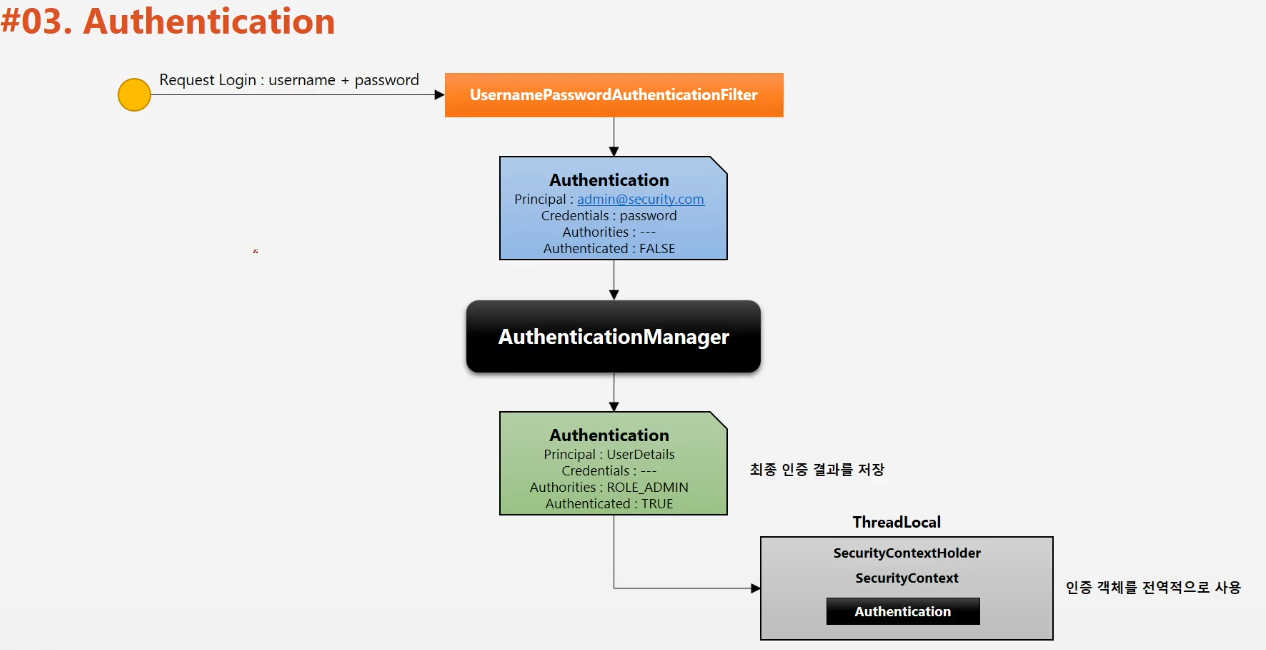 #03. Authentication
Request Login : username + password
UsernamePasswordAuthenticationFilter
Authentication
Principal : admin@security.com
Credentials : password
Authorities : ---
Authenticated : FALSE
AuthenticationManager
Authentication
Principal : UserDetails
Credentials : ---
Authorities : ROLE_ADMIN
Authenticated : TRUE
최종 인증 결과를 저장
ThreadLocal
SecurityContextHolder
SecurityContext
Authentication
인증 객체를 전역적으로 사용